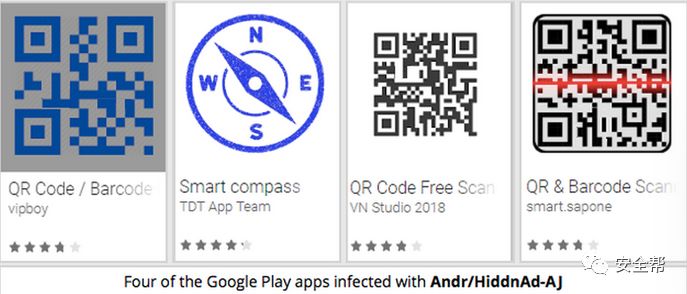 N
W
E
S
QR Code / Barcode
vipboy
Smart compass
TDT App Team
QR Code Free Scan
VN Studio 2018
QR & Barcode Scan
smart.sapone
安全帮
Four of the Google Play apps infected with Andr/HiddnAd-AJ